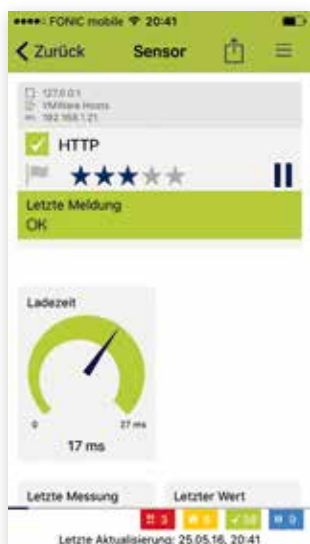 FONIC mobile 20:41
Zurück Sensor
127.0.0.1
VMWare Hosts
192.168.1.21
HTTP
Letzte Meldung
OK
Ladezeit
0 27 ms
17 ms
Letzte Messung Letzter Wert
3
Letzte Aktualisierung: 25.05.16, 20:41